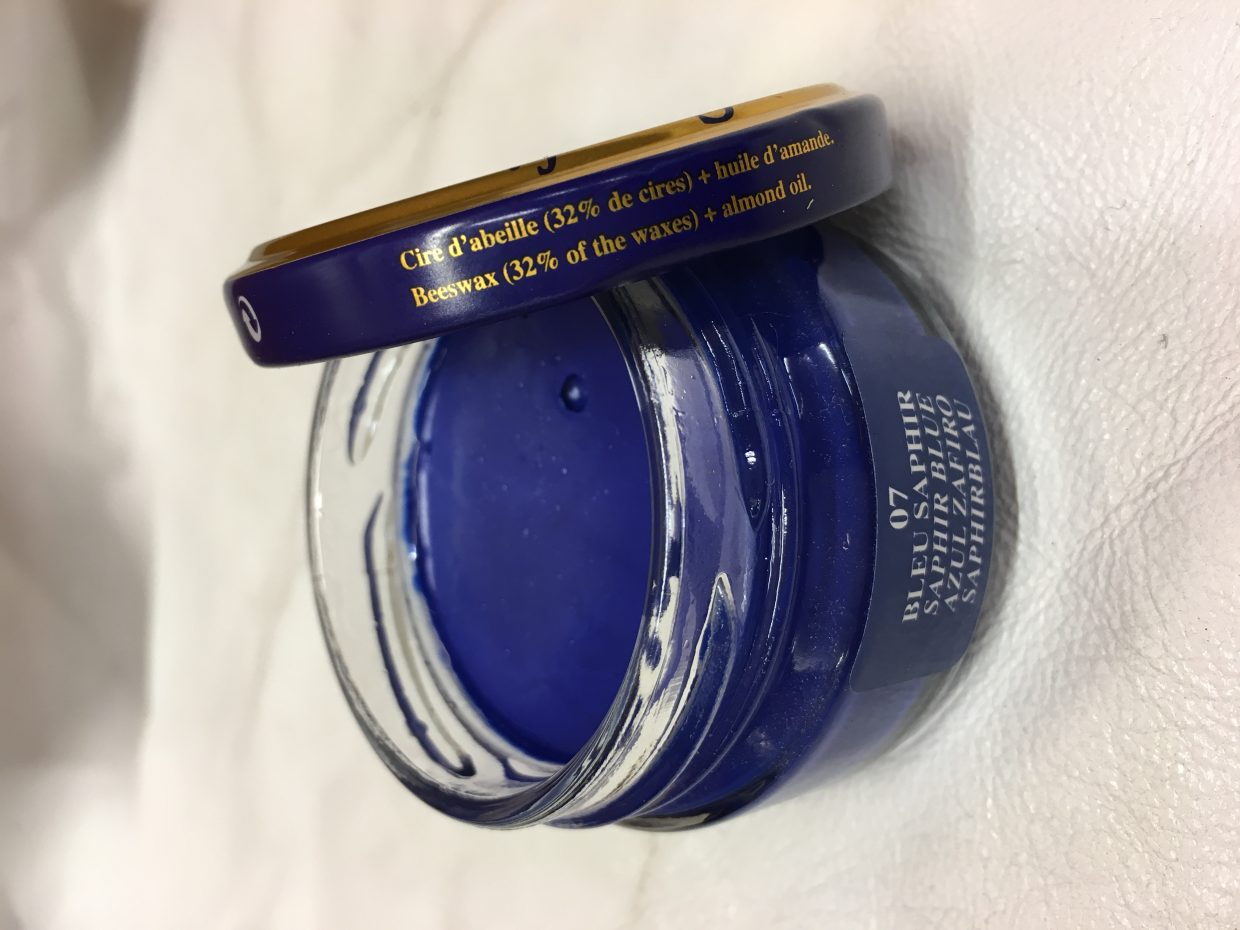 Cire d'abeille (32% de cires) + huile d'amande.
Beeswax (32% of the waxes) + almond oil.
07
BLEU SAPHIR
SAPHIR BLUE
AZUL ZAFIRO
SAPHIRBLAU